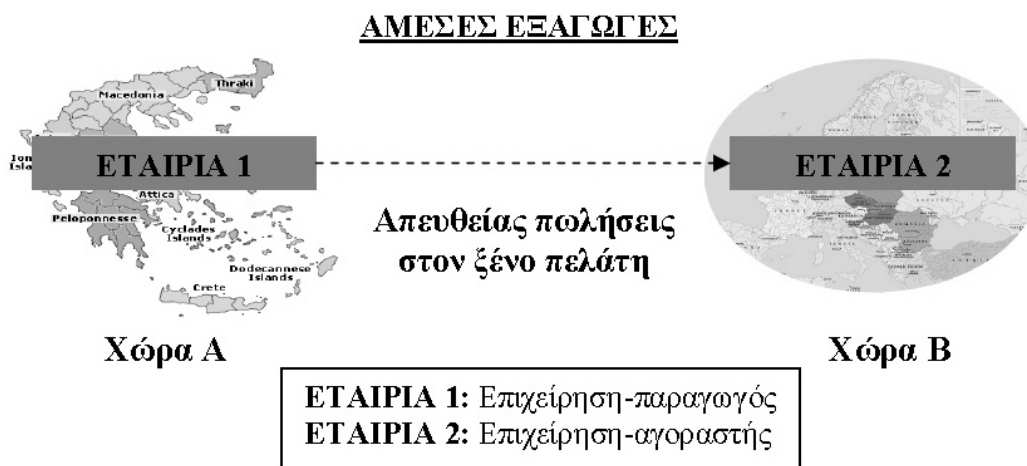 ΑΜΕΣΕΣ ΕΞΑΓΩΓΕΣ
Thraki
Macedonia
ΕΤΑΙΡΙΑ 1
ΕΤΑΙΡΙΑ 2
Attica
Peloponnesse
Cyclades
Islands
Dodecannese
Islands
Crete
Απευθείας πωλήσεις
στον ξένο πελάτη
Χώρα Α
Χώρα Β
ΕΤΑΙΡΙΑ 1: Επιχείρηση-παραγωγός
ΕΤΑΙΡΙΑ 2: Επιχείρηση-αγοραστής